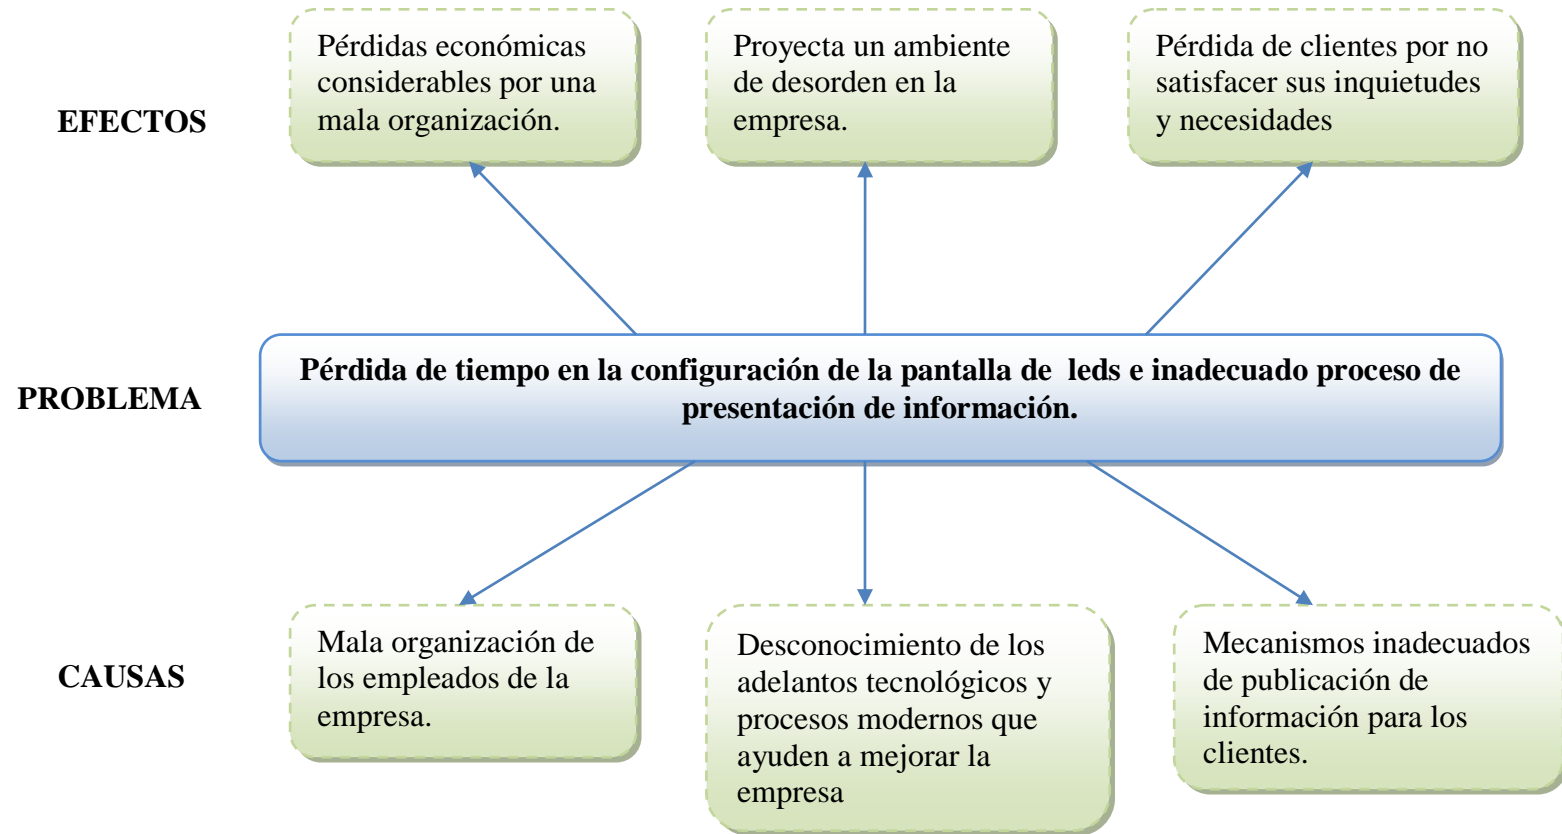 EFECTOS
Pérdidas económicas
considerables por una
mala organización.
Proyecta un ambiente
de desorden en la
empresa.
Pérdida de clientes por no
satisfacer sus inquietudes
y necesidades
PROBLEMA
Pérdida de tiempo en la configuración de la pantalla de  leds e inadecuado proceso de
presentación de información.
CAUSAS
Mala organización de
los empleados de la
empresa.
Desconocimiento de los
adelantos tecnológicos y
procesos modernos que
ayuden a mejorar la
empresa
Mecanismos inadecuados
de publicación de
información para los
clientes.